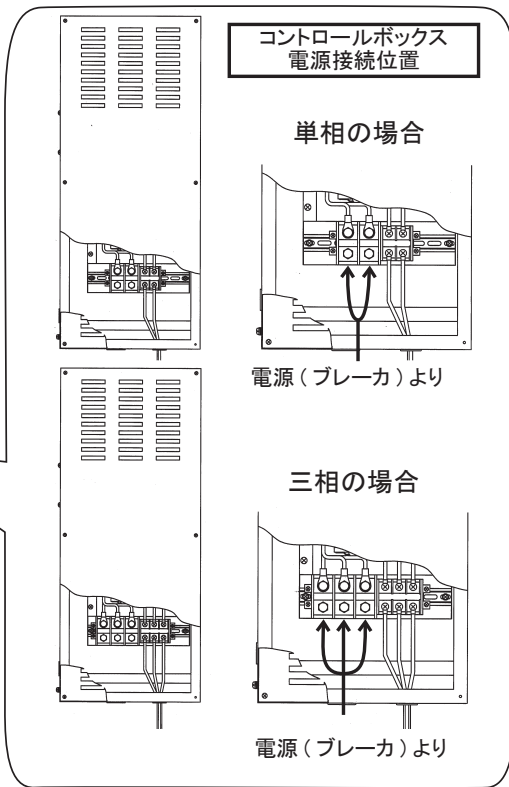 コントロールボックス
電源接続位置
単相の場合
電源(ブレーカ)より
三相の場合
電源(ブレーカ)より